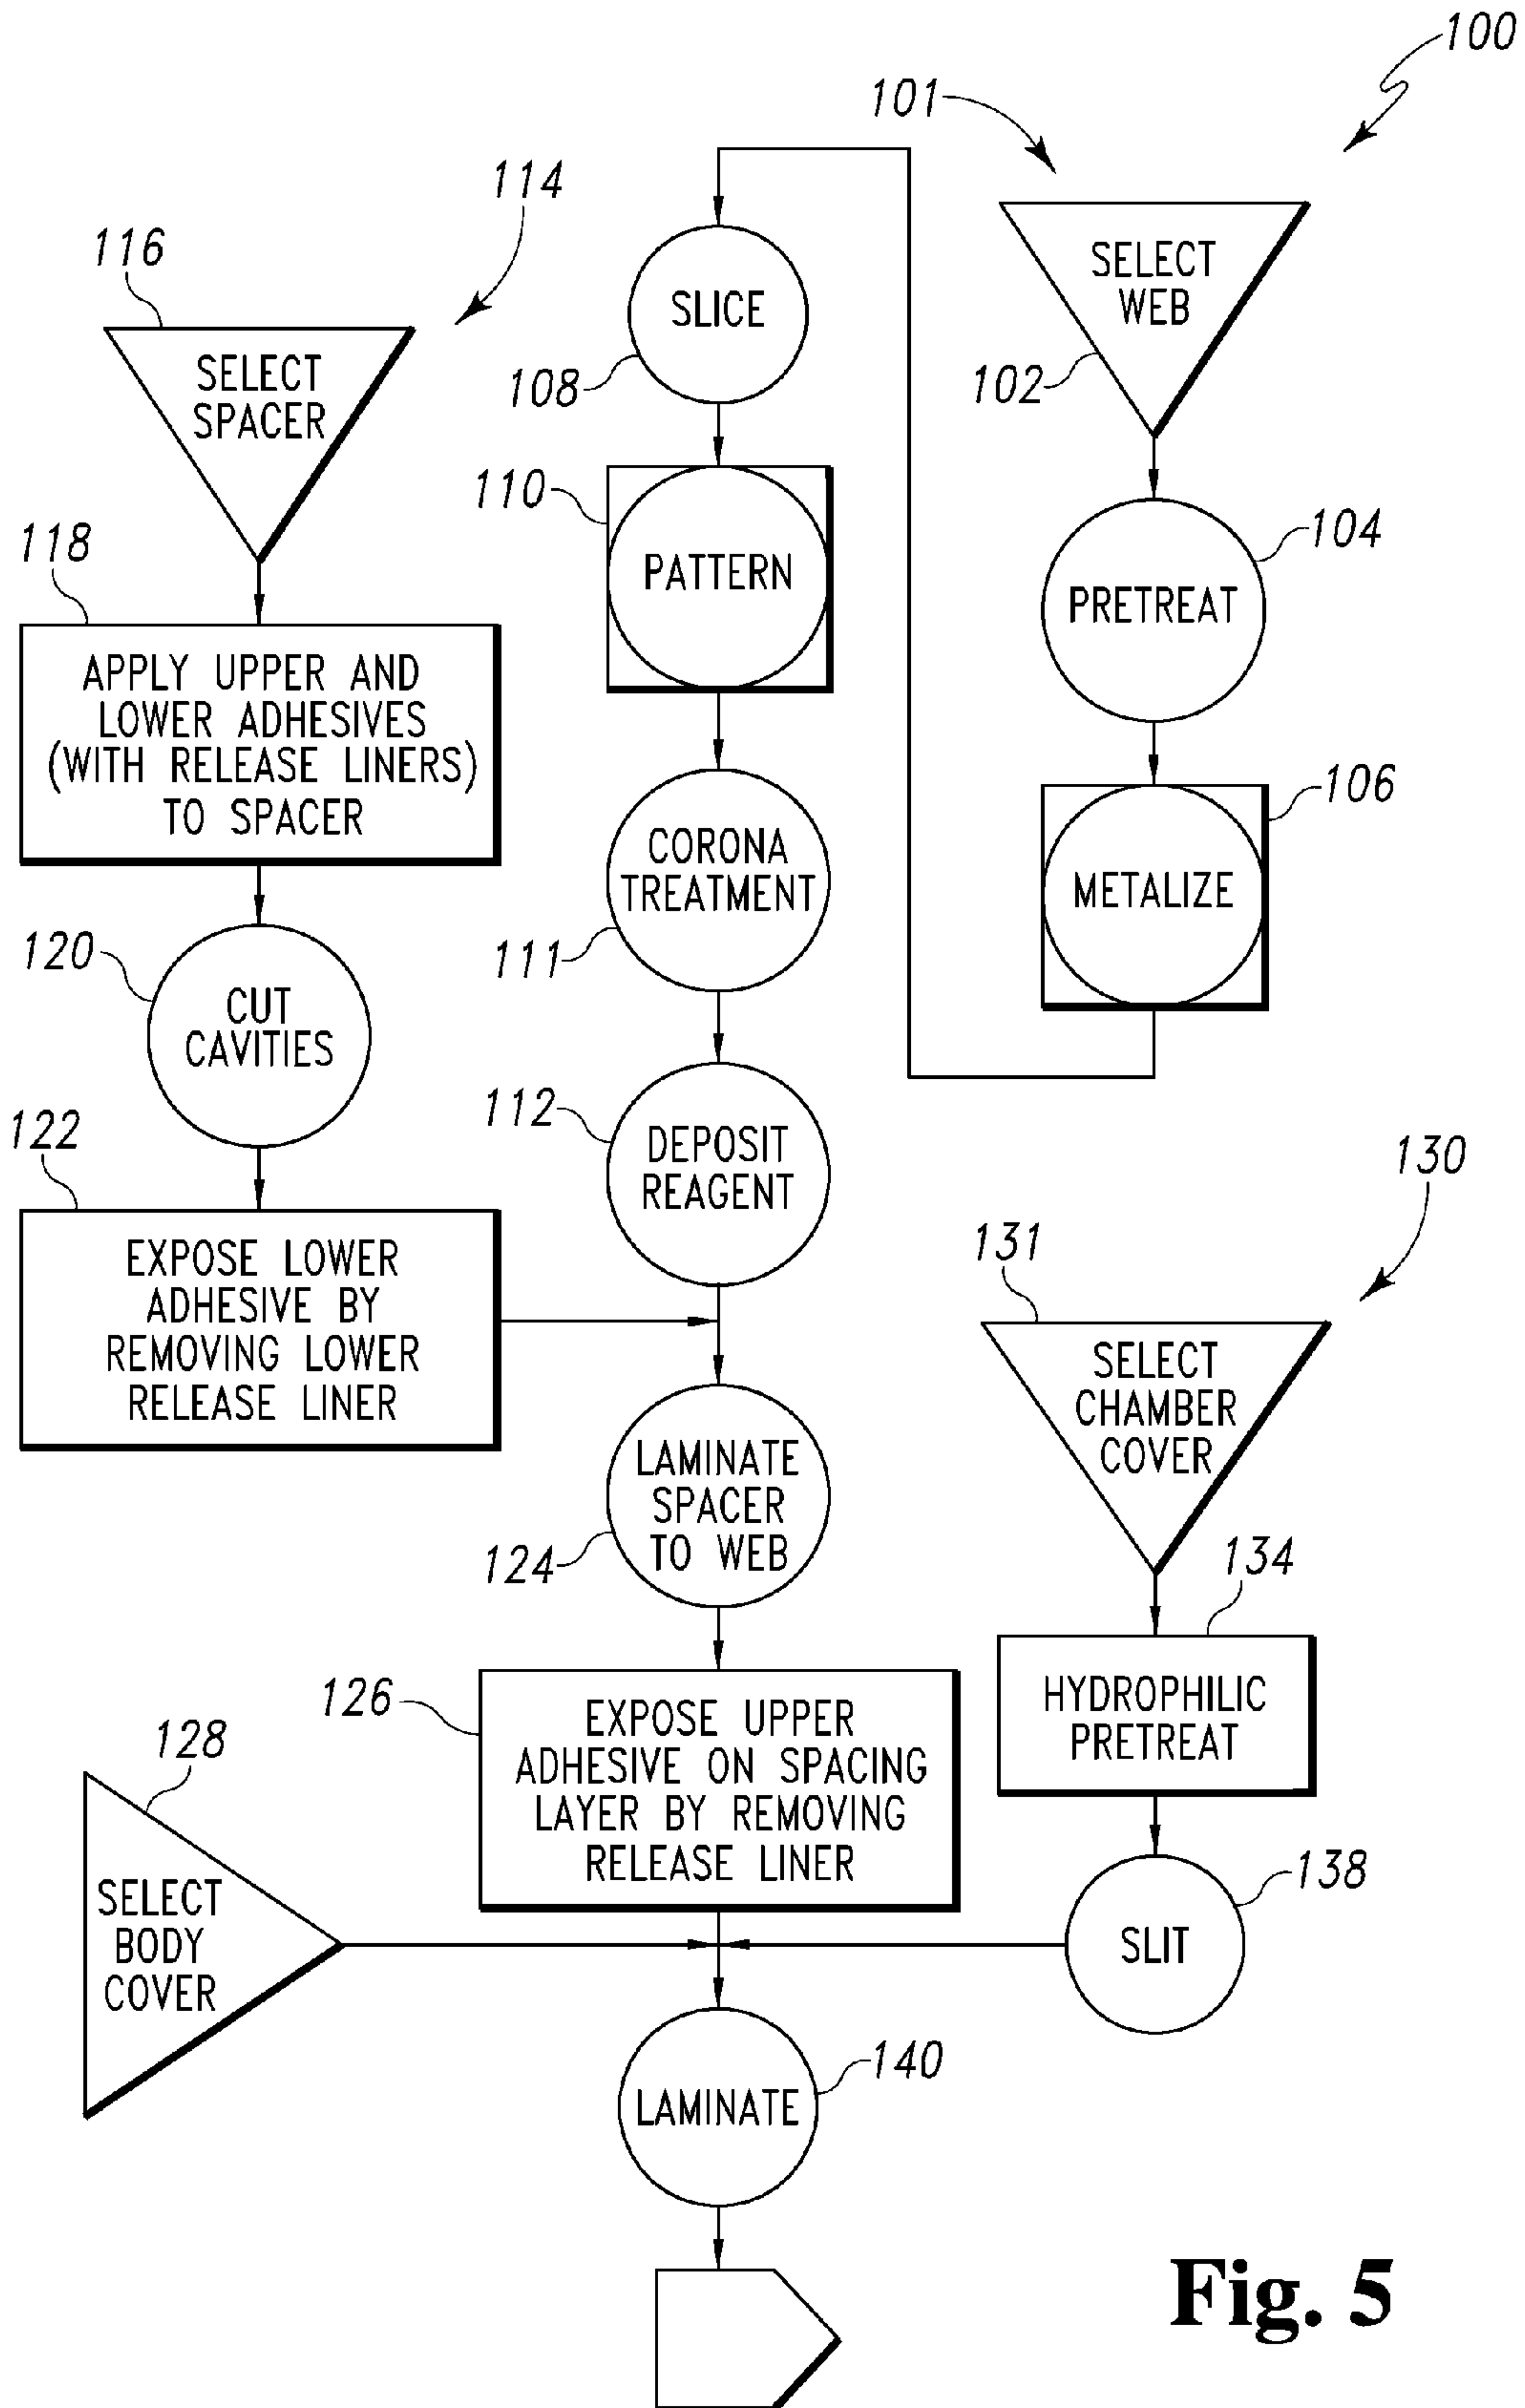 100
101
102
SELECT
WEB
104
PRETREAT
106
METALIZE
108
SLICE
110
PATTERN
111
CORONA
TREATMENT
112
DEPOSIT
REAGENT
114
116
SELECT
SPACER
118
APPLY UPPER AND
LOWER ADHESIVES
(WITH RELEASE LINERS)
TO SPACER
120
CUT
CAVITIES
122
EXPOSE LOWER
ADHESIVE BY
REMOVING LOWER
RELEASE LINER
124
LAMINATE
SPACER
TO WEB
126
EXPOSE UPPER
ADHESIVE ON SPACING
LAYER BY REMOVING
RELEASE LINER
128
SELECT
BODY
COVER
130
131
SELECT
CHAMBER
COVER
134
HYDROPHILIC
PRETREAT
138
SLIT
140
LAMINATE
Fig. 5